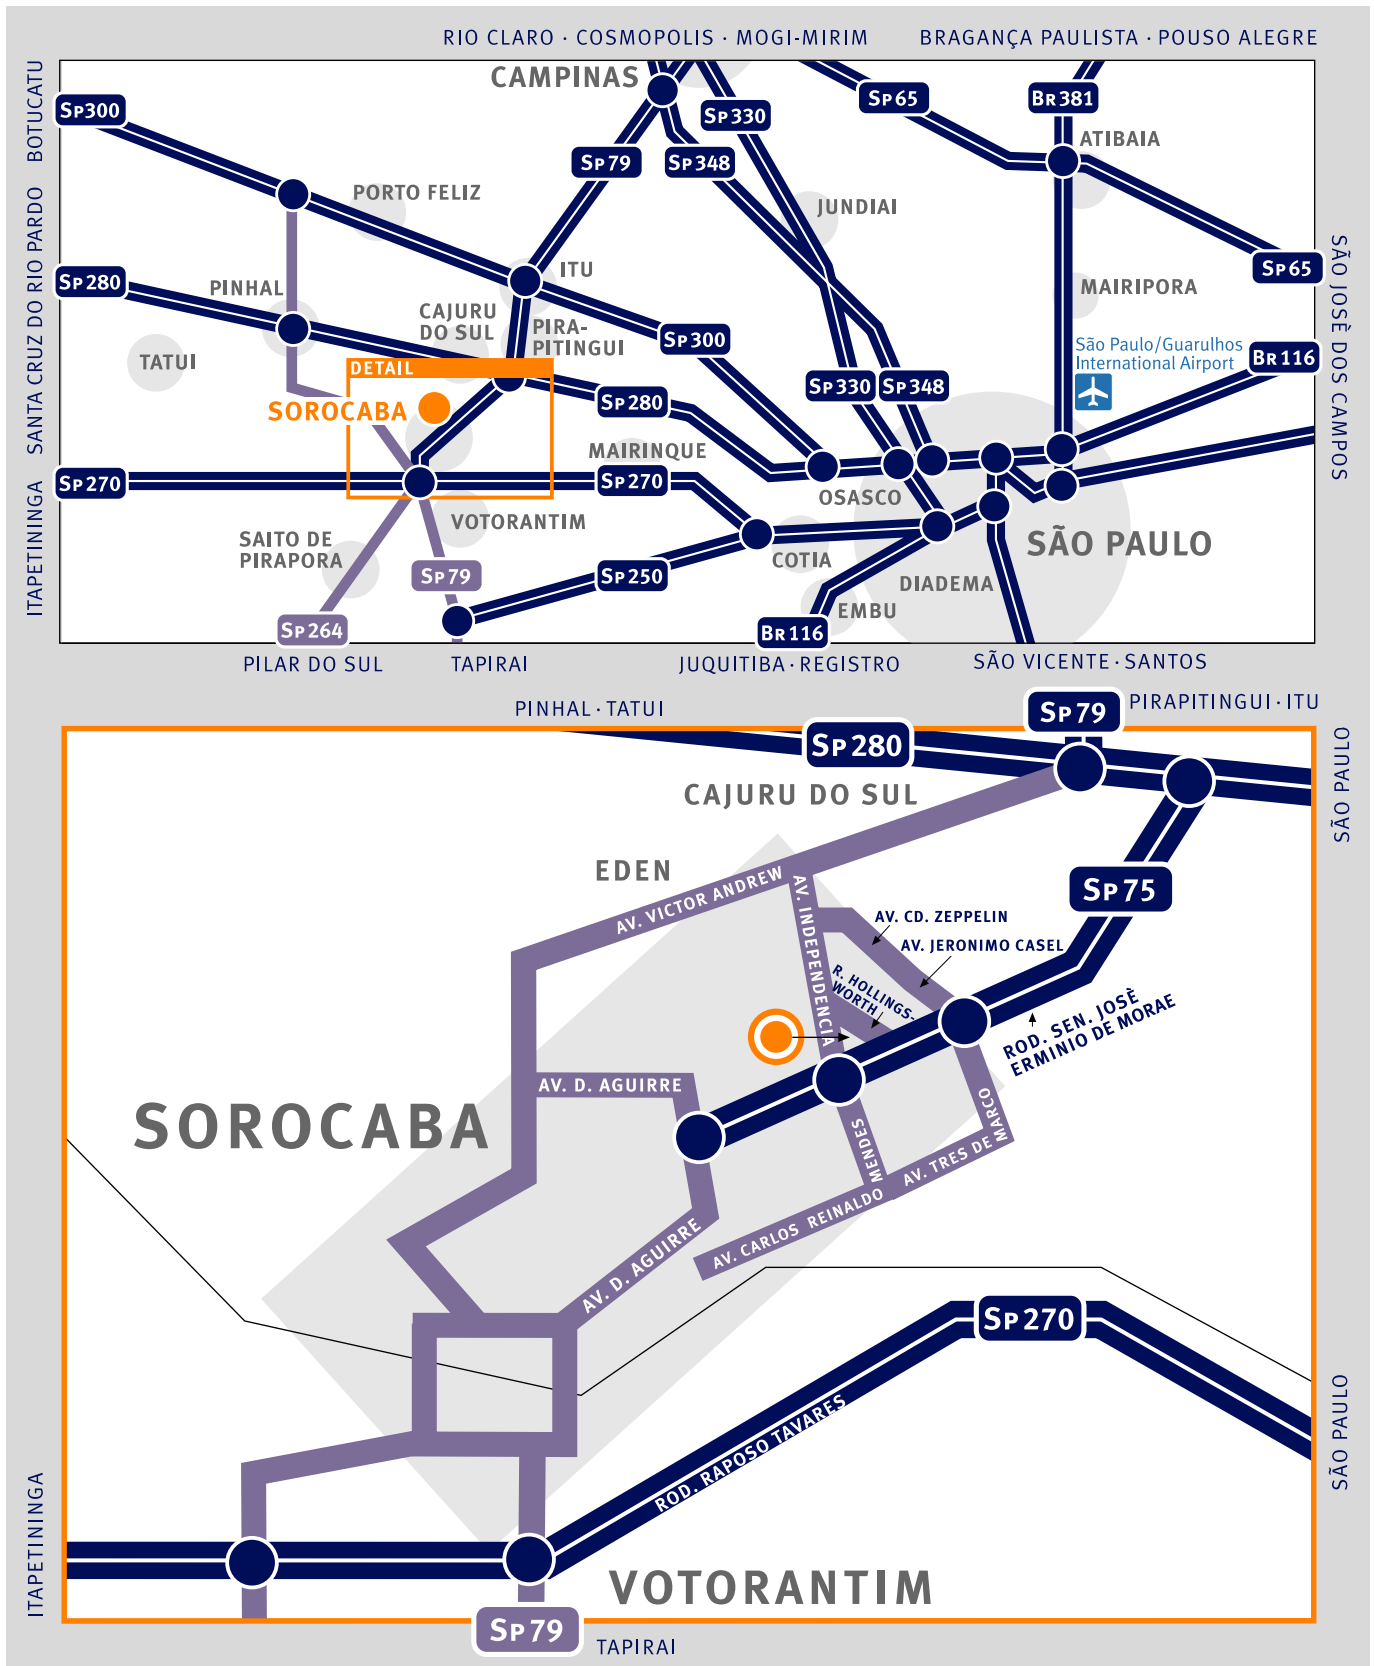 RIO CLARO · COSMOPOLIS · MOGI-MIRIM
BRAGANÇA PAULISTA · POUSO ALEGRE
BOTUCATU
SANTA CRUZ DO RIO PARDO
ITAPETININGA
SÃO JOSÈ DOS CAMPOS
CAMPINAS
SP300
SP65
BR381
SP330
ATIBAIA
SP79
SP348
PORTO FELIZ
JUNDIAI
ITU
SP65
SP280
PINHAL
MAIRIPORA
CAJURU
DO SUL
PIRA-
PITINGUI
SP300
São Paulo/Guarulhos
International Airport
BR116
TATUI
DETAIL
SP330
SP348
SOROCABA
SP280
MAIRINQUE
SP270
SP270
OSASCO
VOTORANTIM
SAITO DE
PIRAPORA
SÃO PAULO
COTIA
SP79
SP250
DIADEMA
EMBU
SP264
BR116
PILAR DO SUL
TAPIRAI
JUQUITIBA · REGISTRO
SÃO VICENTE · SANTOS
PINHAL · TATUI
SP79
PIRAPITINGUI · ITU
SÃO PAULO
SP280
CAJURU DO SUL
EDEN
AV. VICTOR ANDREW
AV. INDEPENDENCIA
SP75
AV. CD. ZEPPELIN
AV. JERONIMO CASEL
R. HOLLINGS-
WORTH
ROD. SEN. JOSÈ
ERMINIO DE MORAE
AV. D. AGUIRRE
SOROCABA
MENDES
AV. TRES DE
MARCO
AV. CARLOS REINALDO
AV. D. AGUIRRE
SP270
ROD. RAPOSO TAVARES
SÃO PAULO
ITAPETININGA
VOTORANTIM
SP79
TAPIRAI